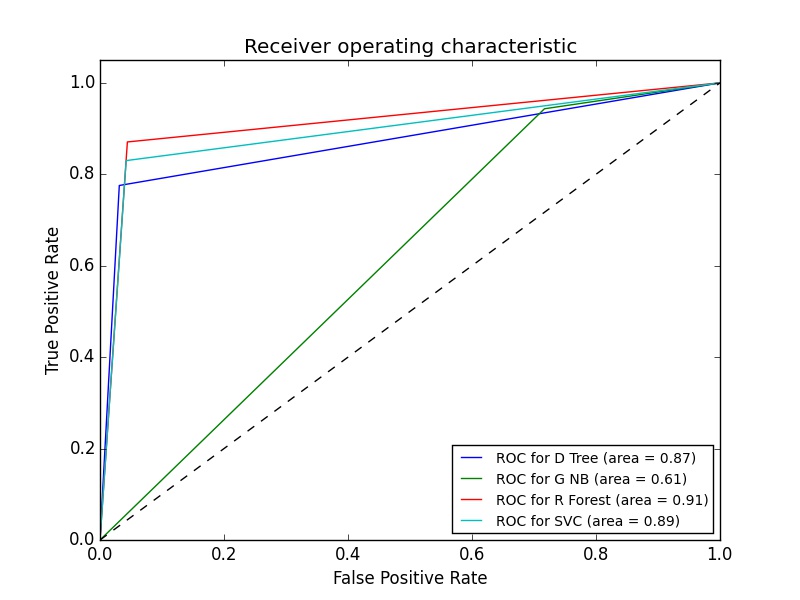 Receiver operating characteristic
1.0
0.8
0.6
0.4
0.2
0.0
True Positive Rate
ROC for D Tree (area = 0.87)
ROC for G NB (area = 0.61)
ROC for R Forest (area = 0.91)
ROC for SVC (area = 0.89)
0.0 0.2 0.4 0.6 0.8 1.0
False Positive Rate